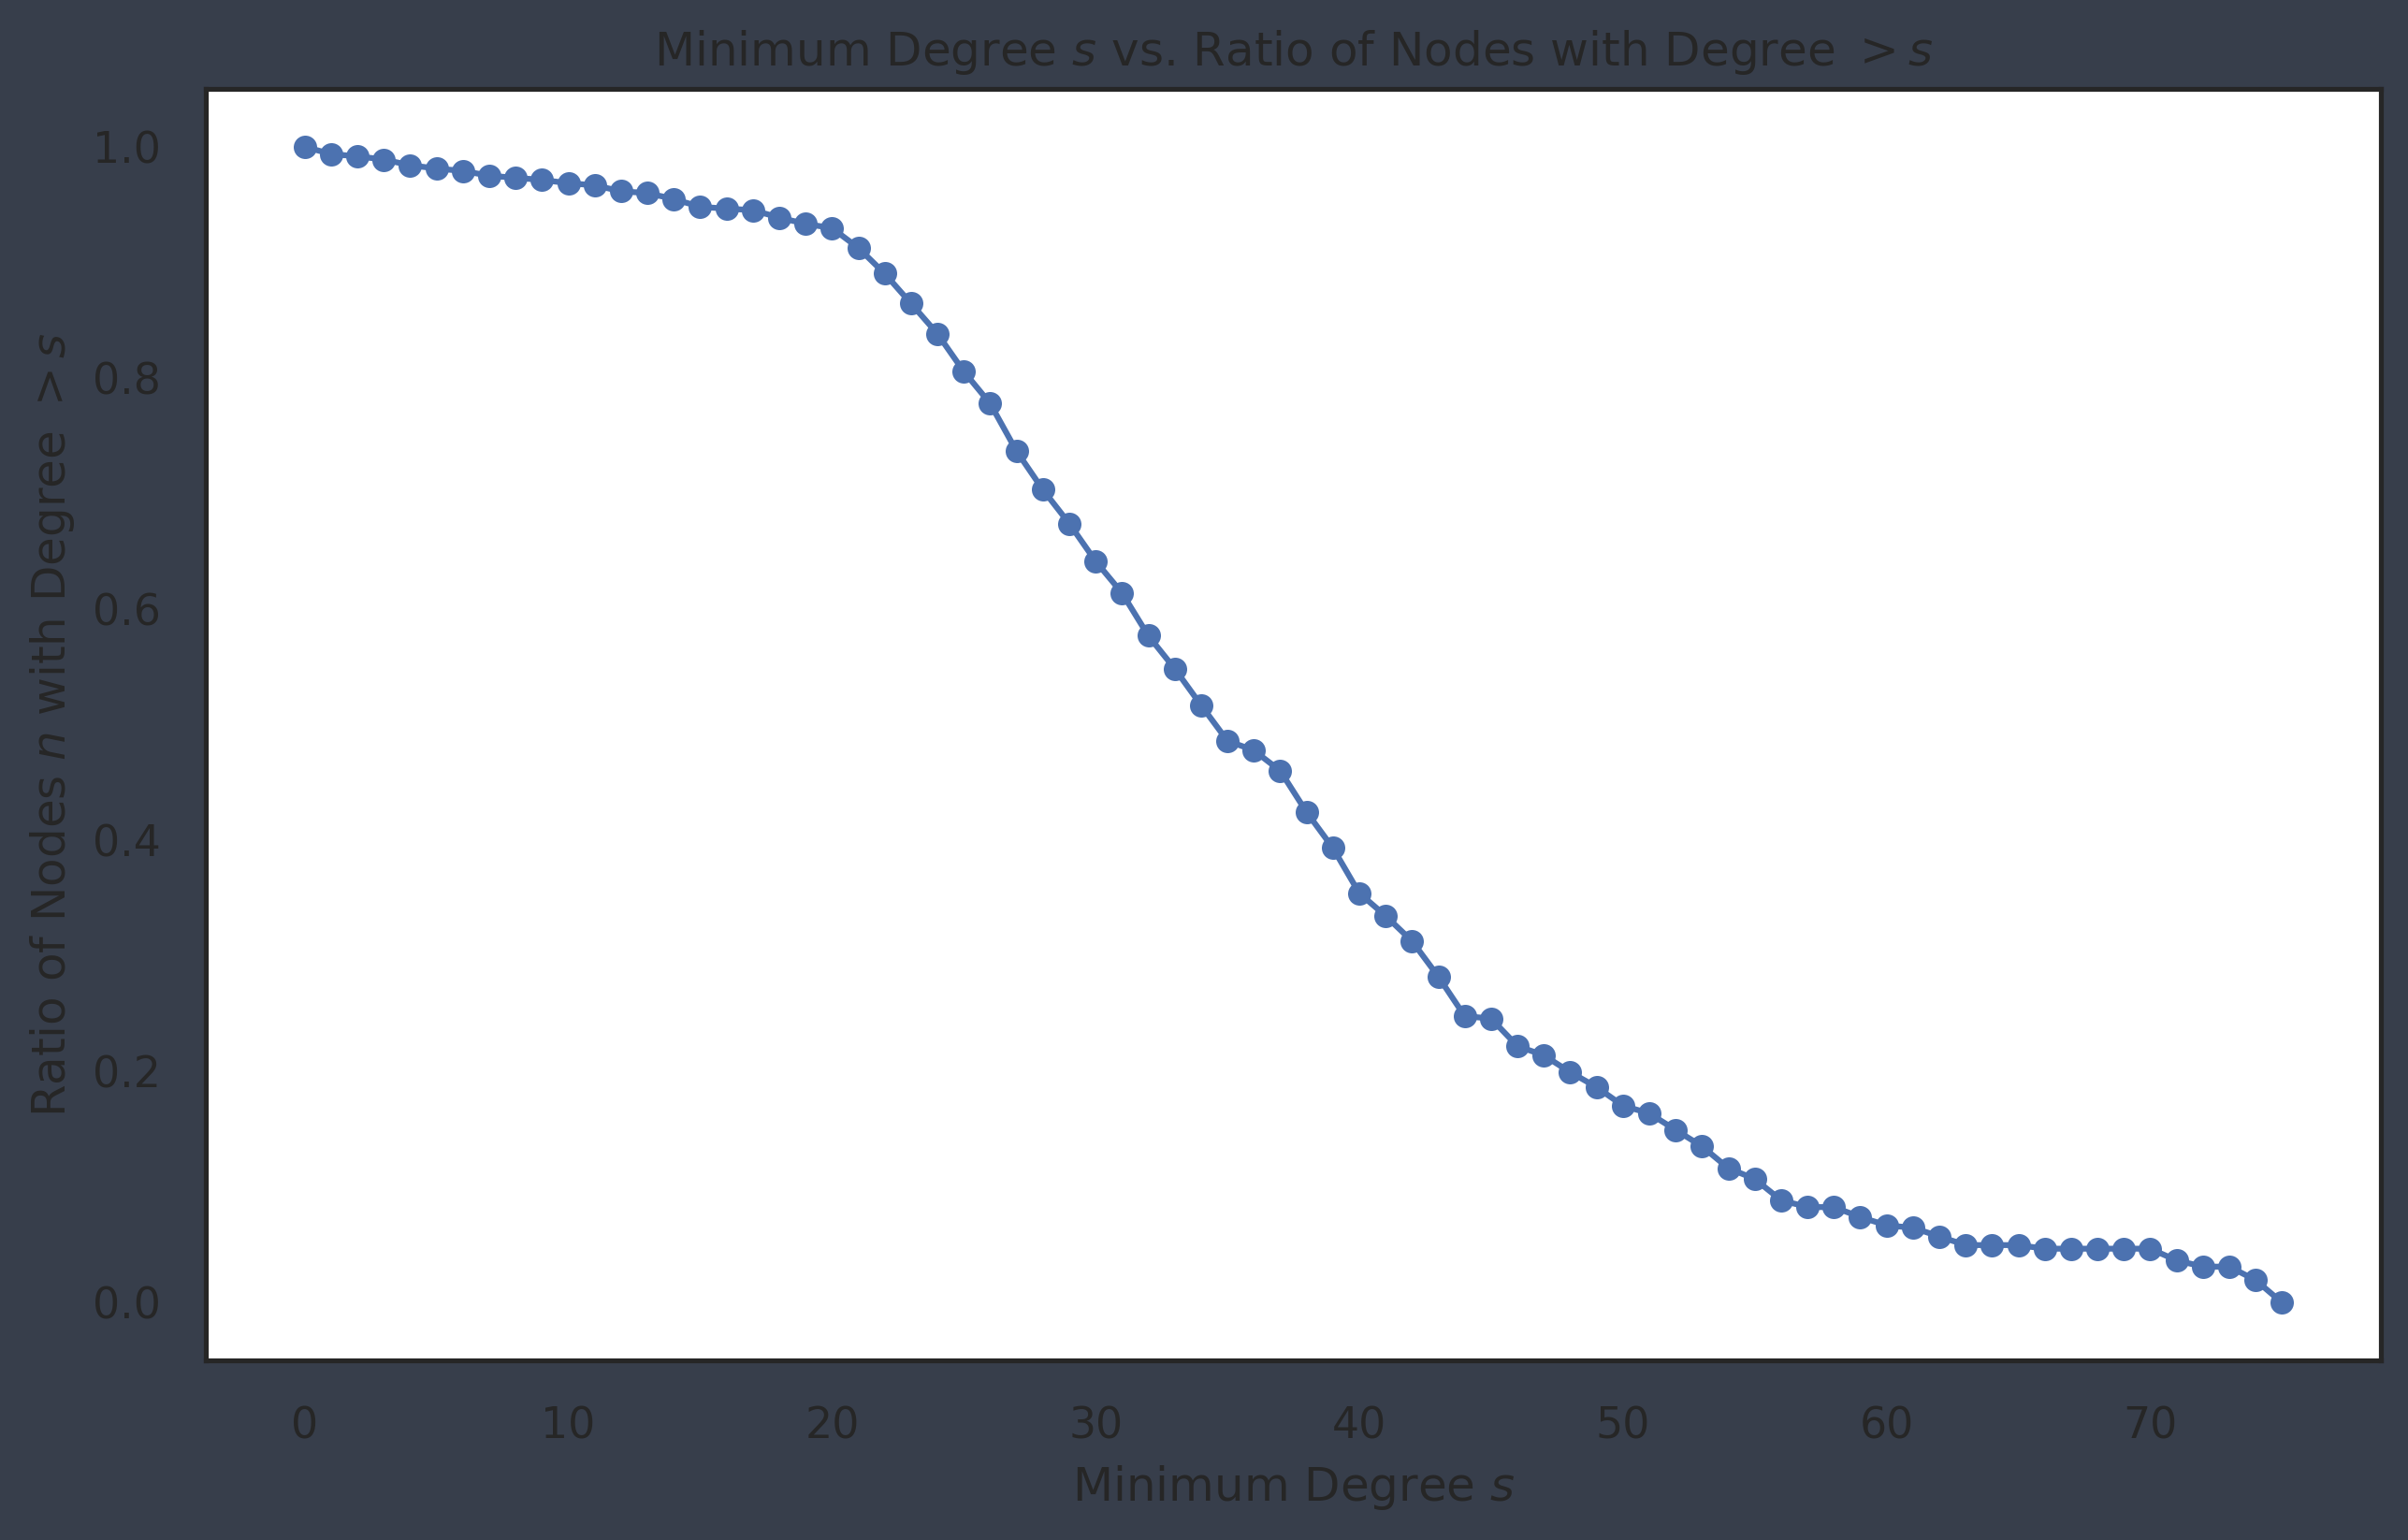 Minimum Degree s vs. Ratio of Nodes with Degree > s
Ratio of Nodes n with Degree > s
1.0
0.8
0.6
0.4
0.2
0.0
0 10 20 30 40 50 60 70
Minimum Degree s